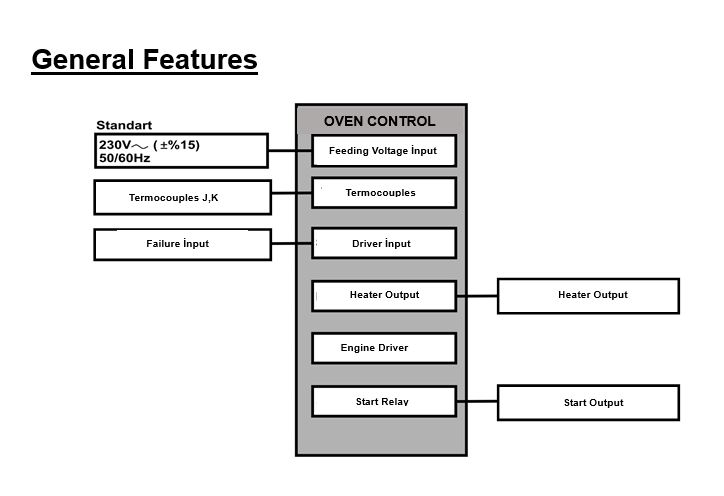 General Features
Standart
OVEN CONTROL
230V～ (±%15)
50/60Hz
Feeding Voltage İnput
Termocouples J,K
Termocouples
Failure İnput
Driver İnput
Heater Output
Heater Output
Engine Driver
Start Relay
Start Output